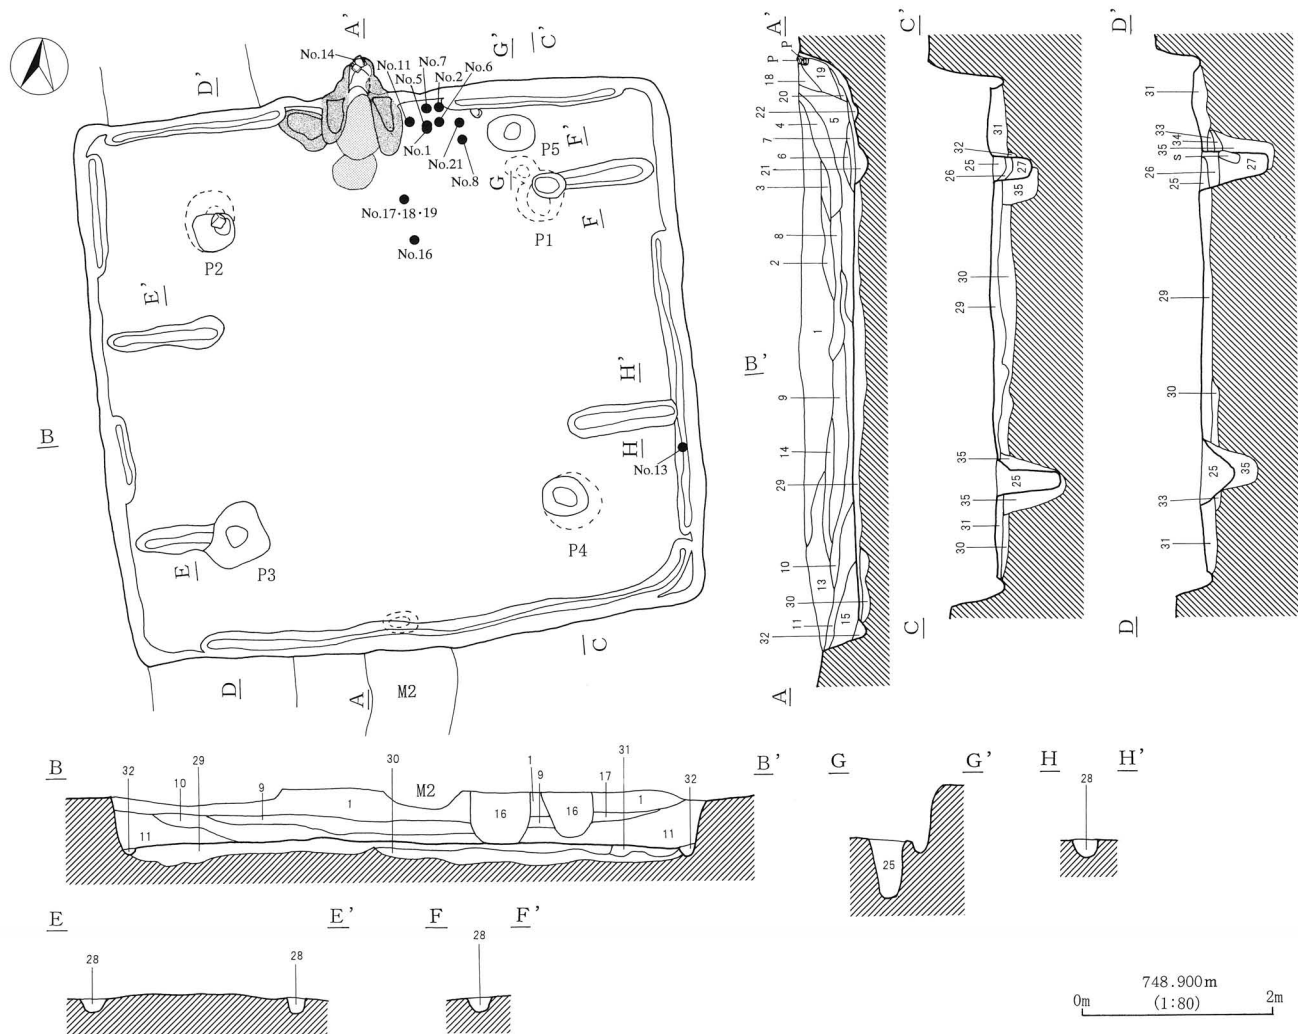 A'
No.14
No.11
No.7
No.5
No.2
No.6
G'
C'
D'
No.1
No.21
No.8
P5
F'
G
F
No.17・18・19
No.16
P1
P2
E'
H'
H
No.13
B
B'
P4
E
P3
D
A
M2
C
A'
P
P
18
19
20
22
4
5
7
6
21
3
8
2
1
B'
9
14
29
10
13
30
11
15
32
A
C'
31
32
25
27
26
35
30
29
35
25
35
31
30
C
D'
31
33
34
35
S
27
26
25
29
30
25
35
33
31
D
B
32
10
29
9
1
30
M2
1
9
17
31
1
32
B'
16
16
11
11
29
G
G'
25
H
28
H'
E
28
28
E'
F
28
F'
748.900m
0m
(1:80)
2m